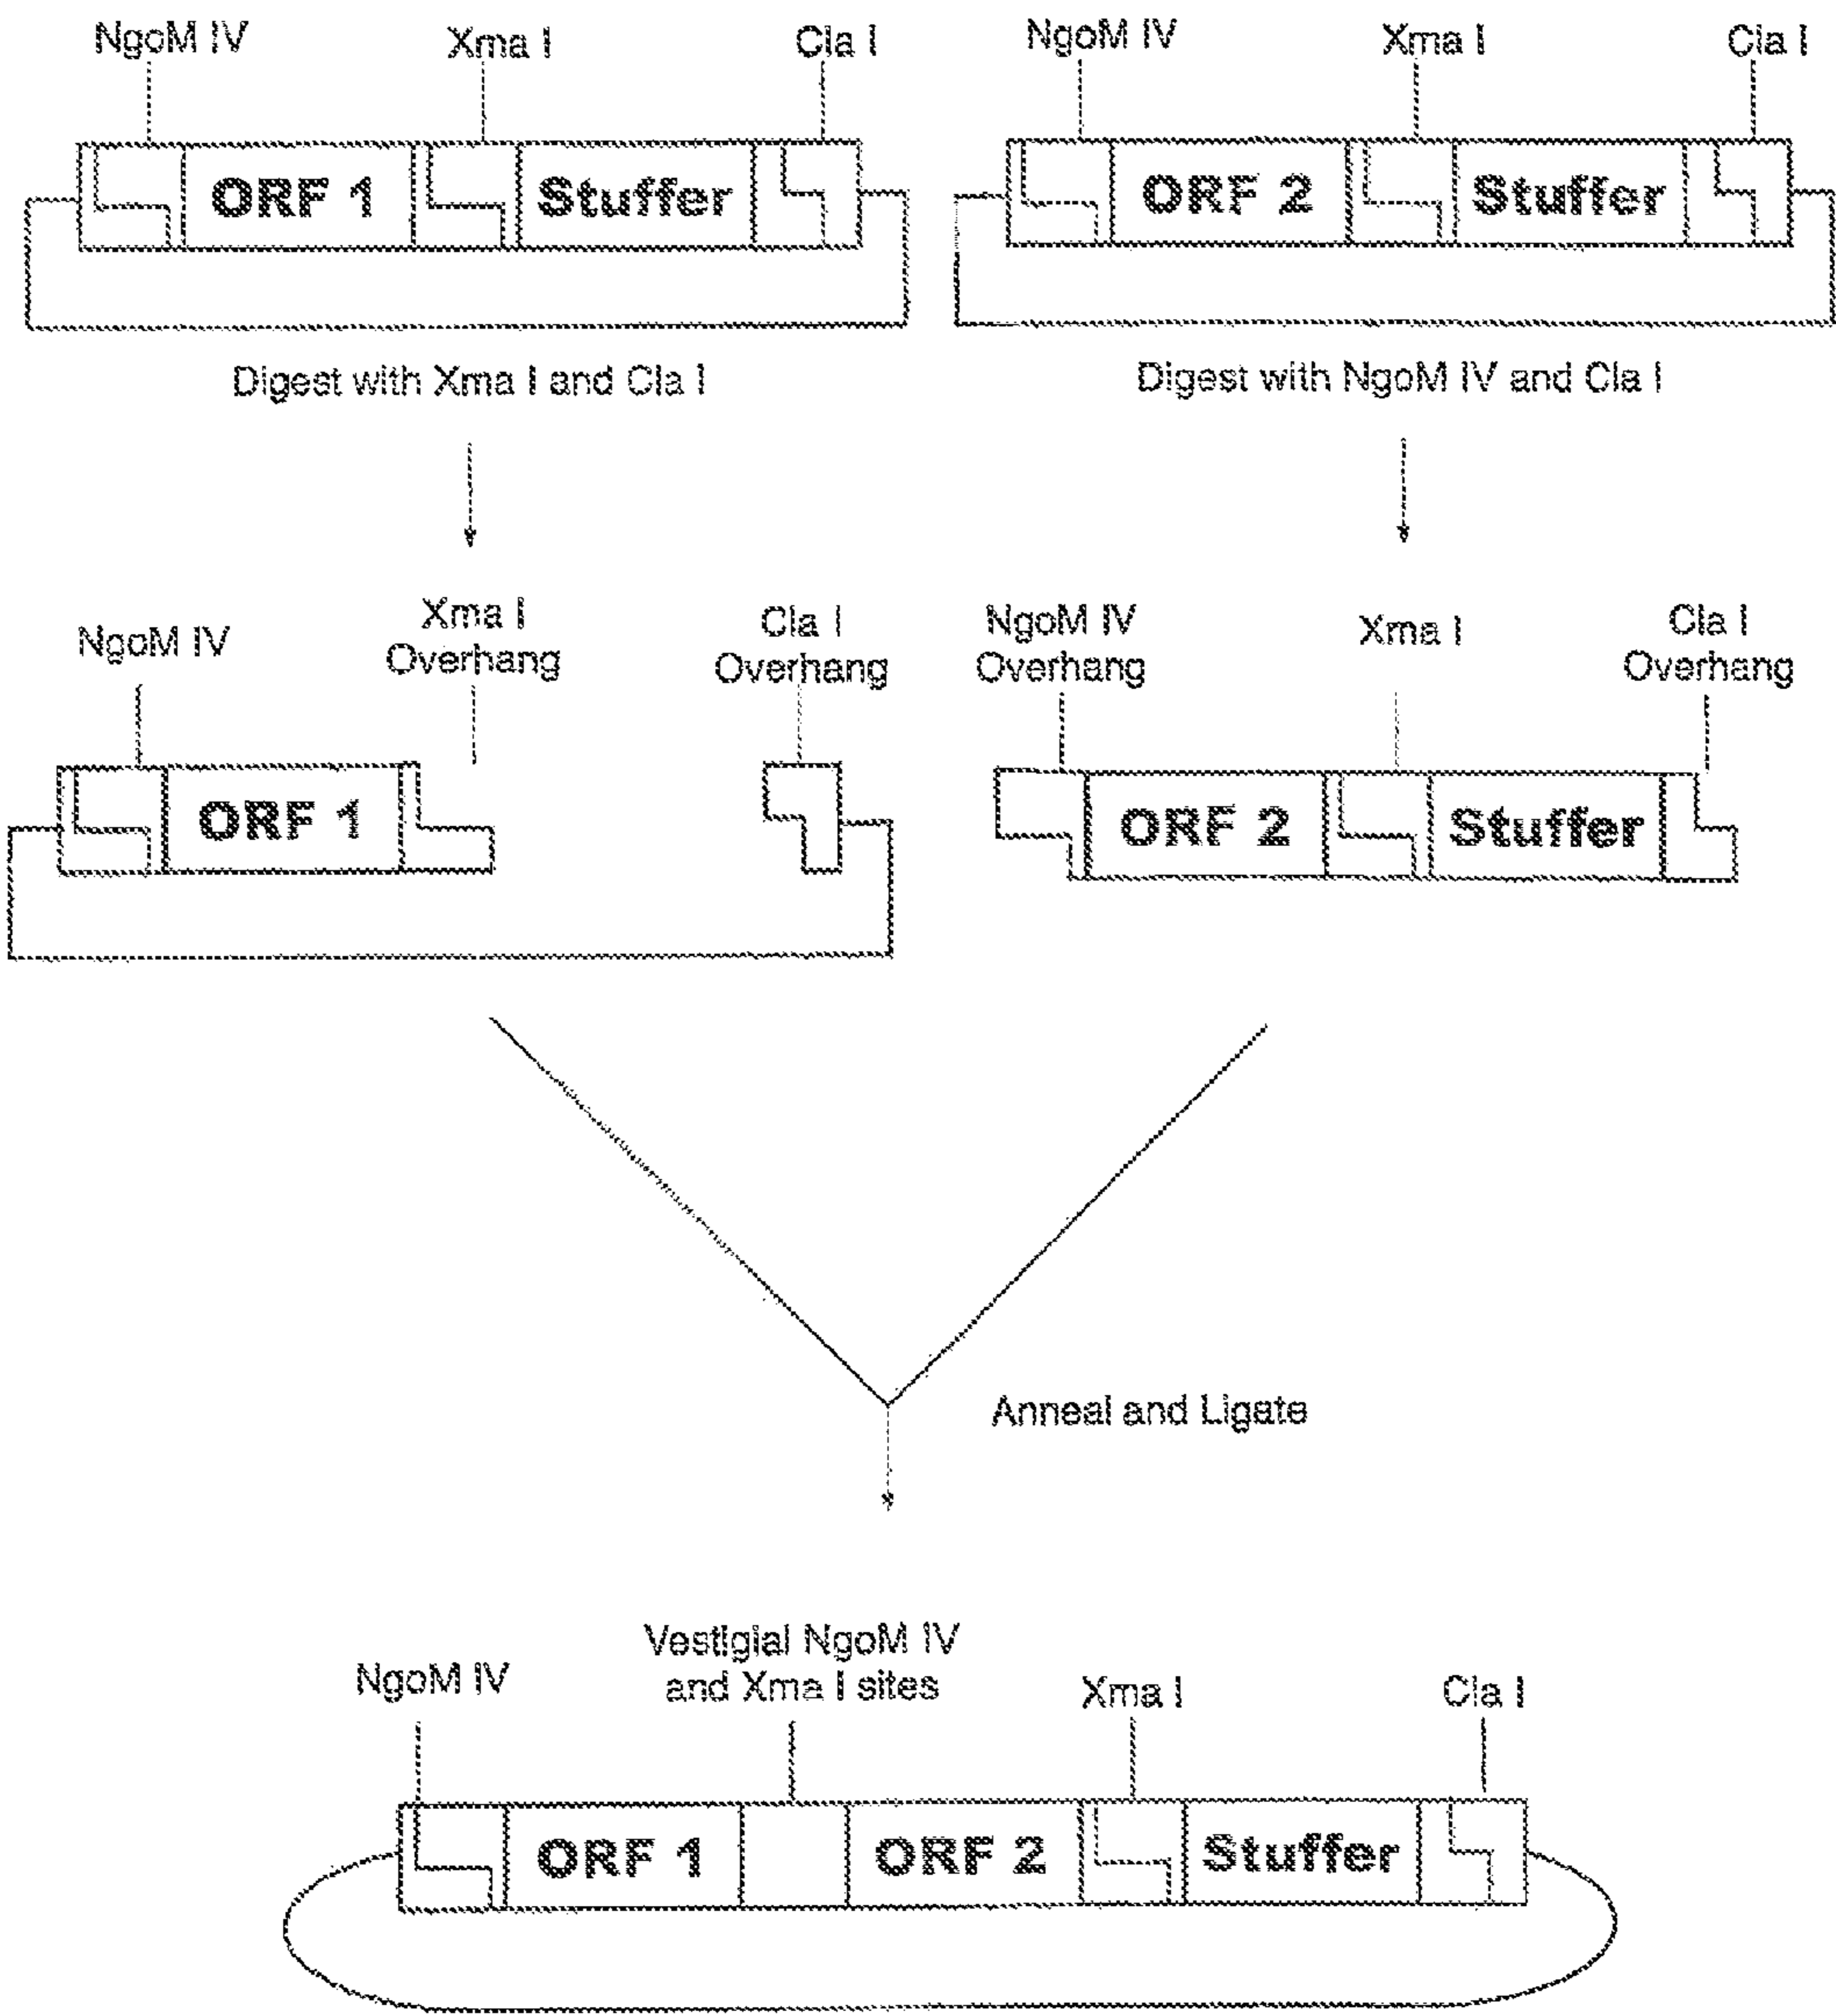 NgoM IV
Xma I
Cla I
NgoM IV
Xma I
Cla I
ORF 1
Stuffer
ORF 2
Stuffer
Digest with Xma I and Cla I
Digest with NgoM IV and Cla I
NgoM IV
Xma I
Overhang
Cla I
Overhang
NgoM IV
Overhang
Xma I
Cla I
Overhang
ORF 1
ORF 2
Stuffer
Anneal and Ligate
NgoM IV
Vestigial NgoM IV
and Xma I sites
Xma I
Cla I
ORF 1
ORF 2
Stuffer